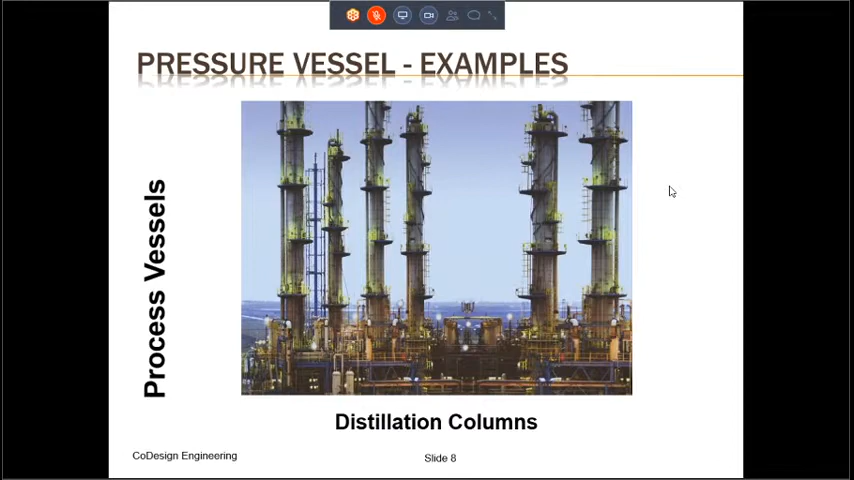 PRESSURE VESSEL - EXAMPLES
Process Vessels
Distillation Columns
CoDesign Engineering
Slide 8